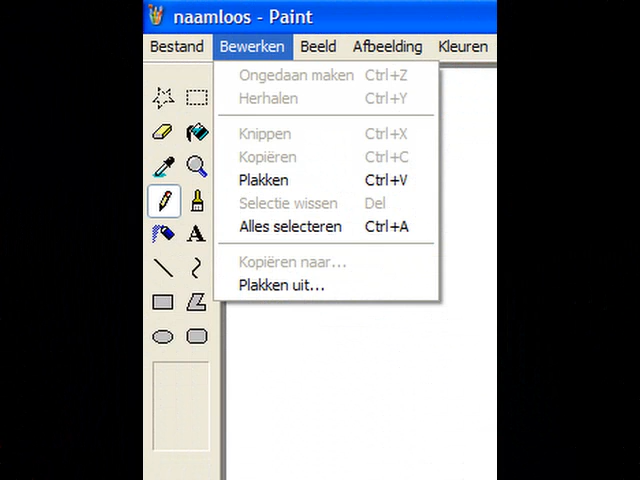 naamloos - Paint
Bestand Bewerken Beeld Afbeelding Kleuren
Ongedaan maken Ctrl+Z
Herhalen Ctrl+Y
Knippen Ctrl+X
Kopiëren Ctrl+C
Plakken Ctrl+V
Selectie wissen Del
Alles selecteren Ctrl+A
Kopiëren naar...
Plakken uit...
A